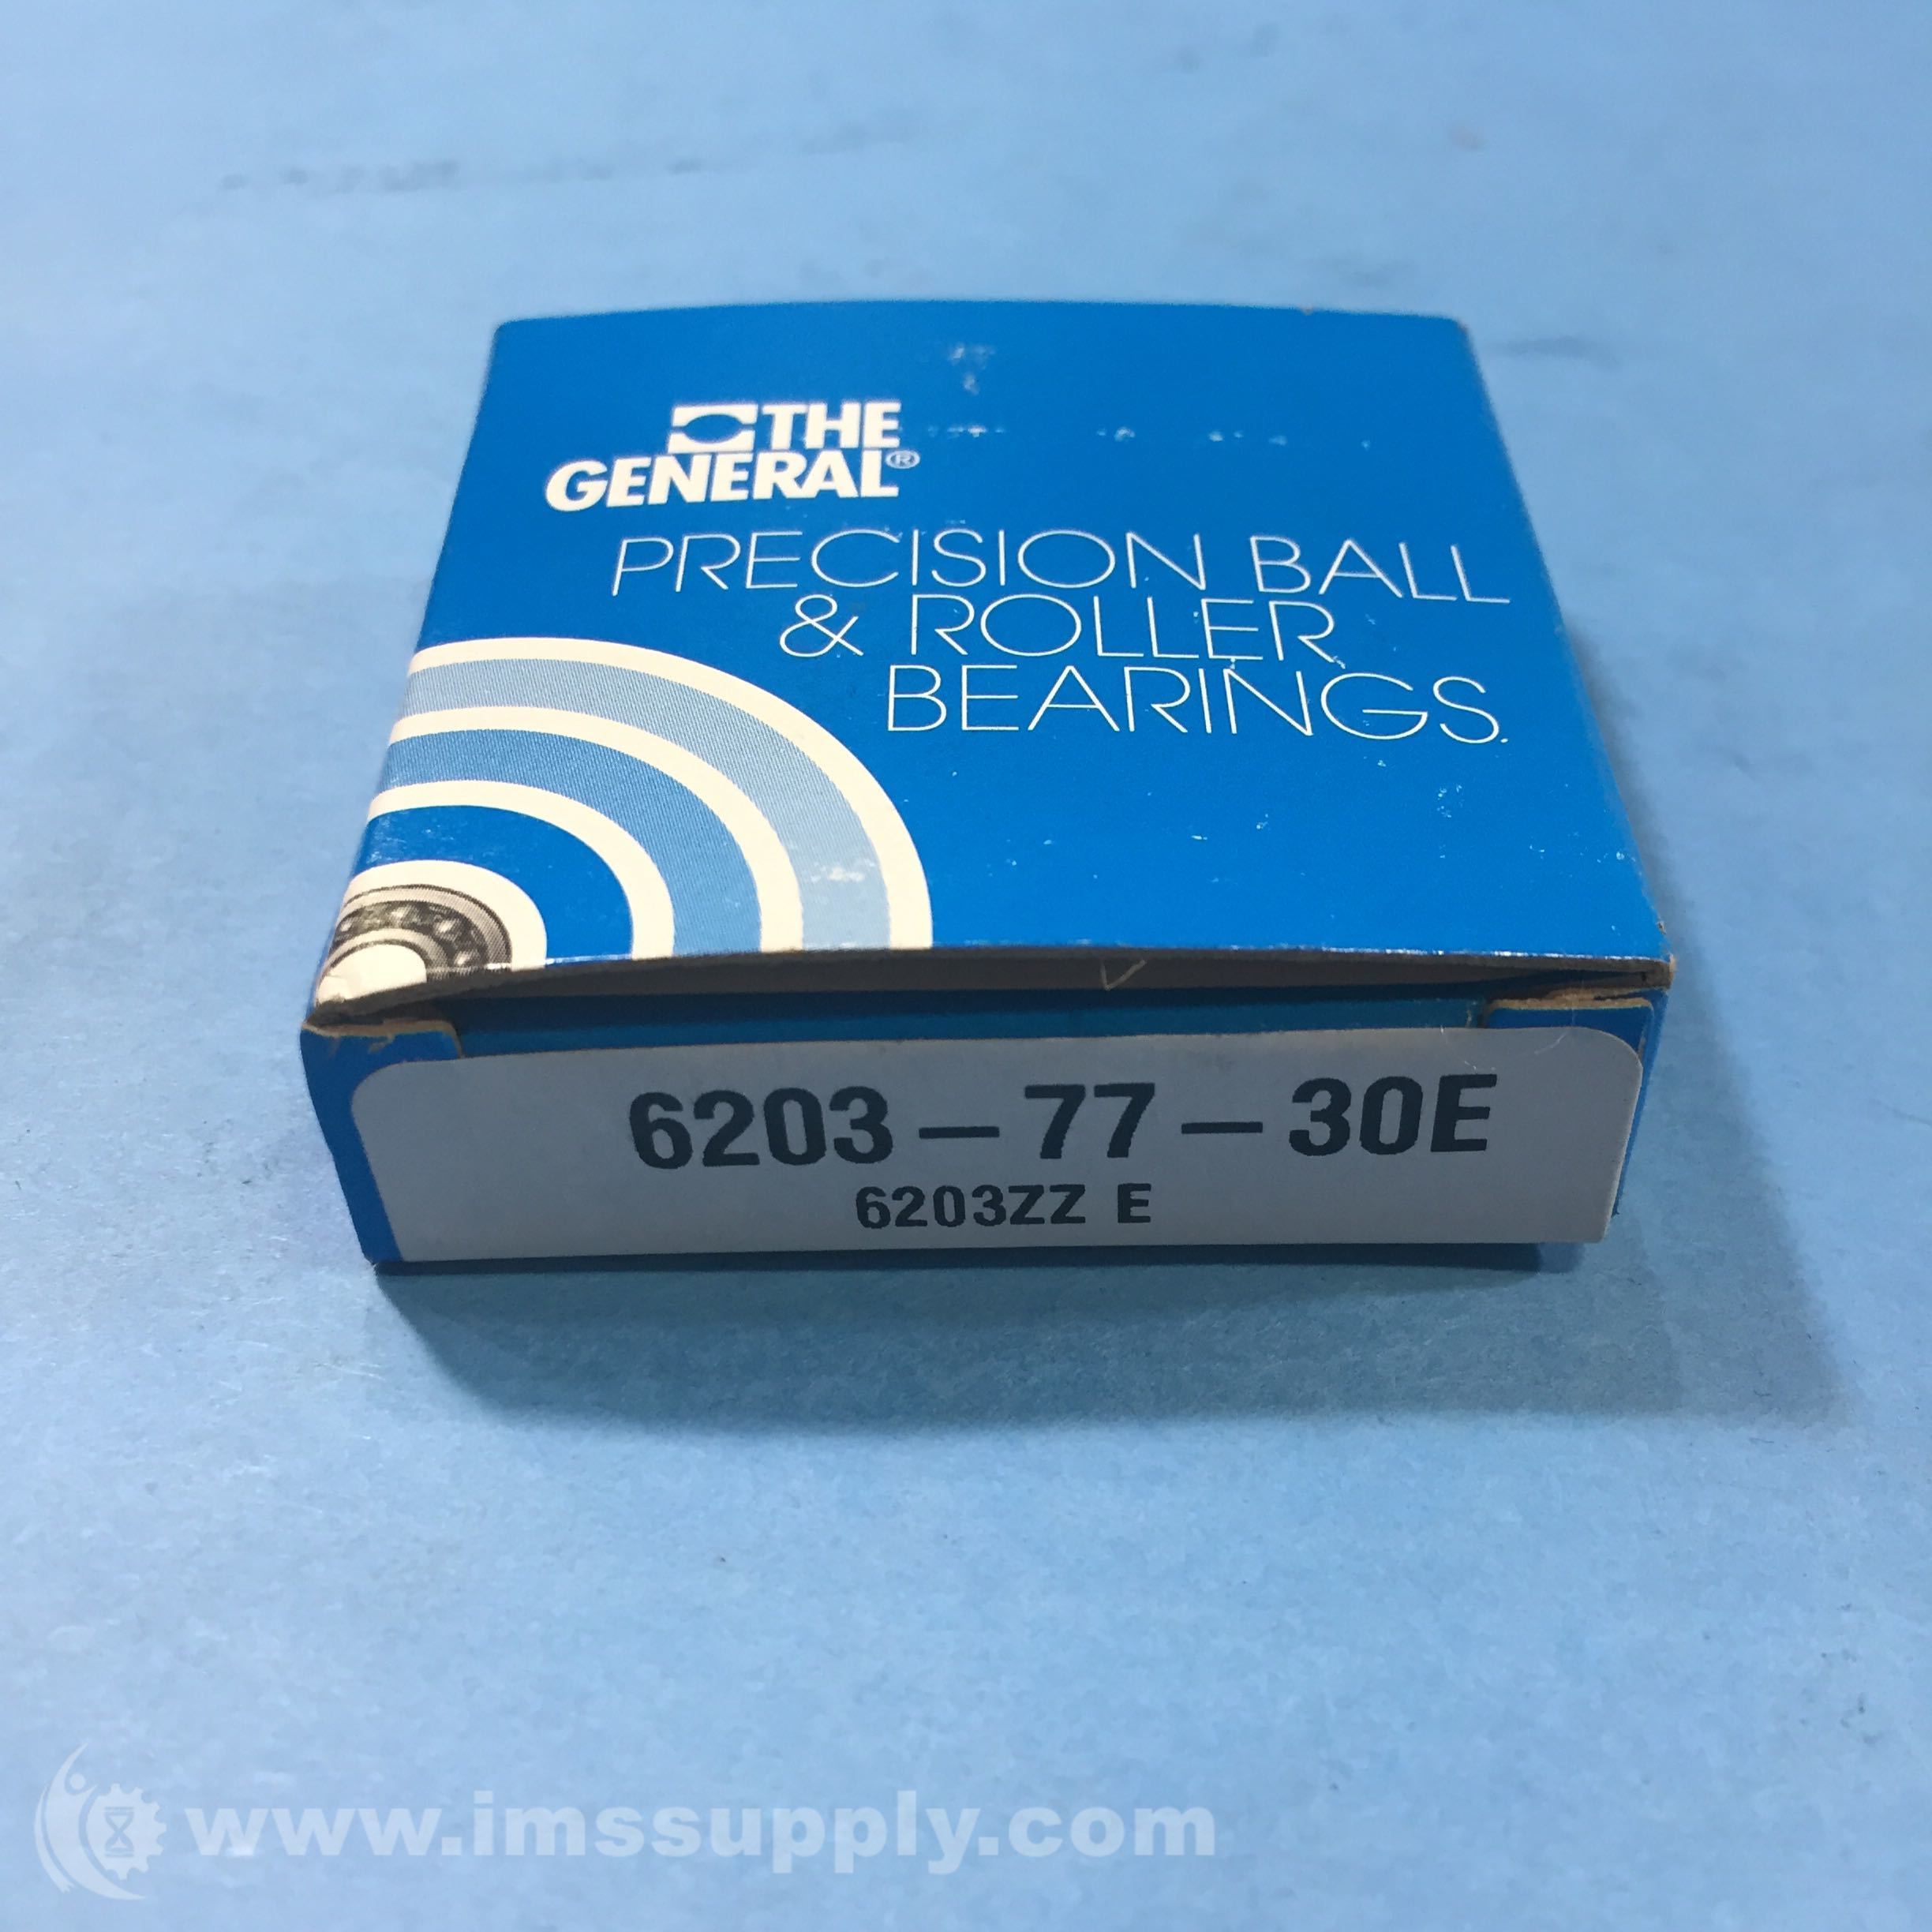 THE
GENERAL®
PRECISION BALL
& ROLLER
BEARINGS.
6203-77-30E
6203ZZ E
www.imssupply.com